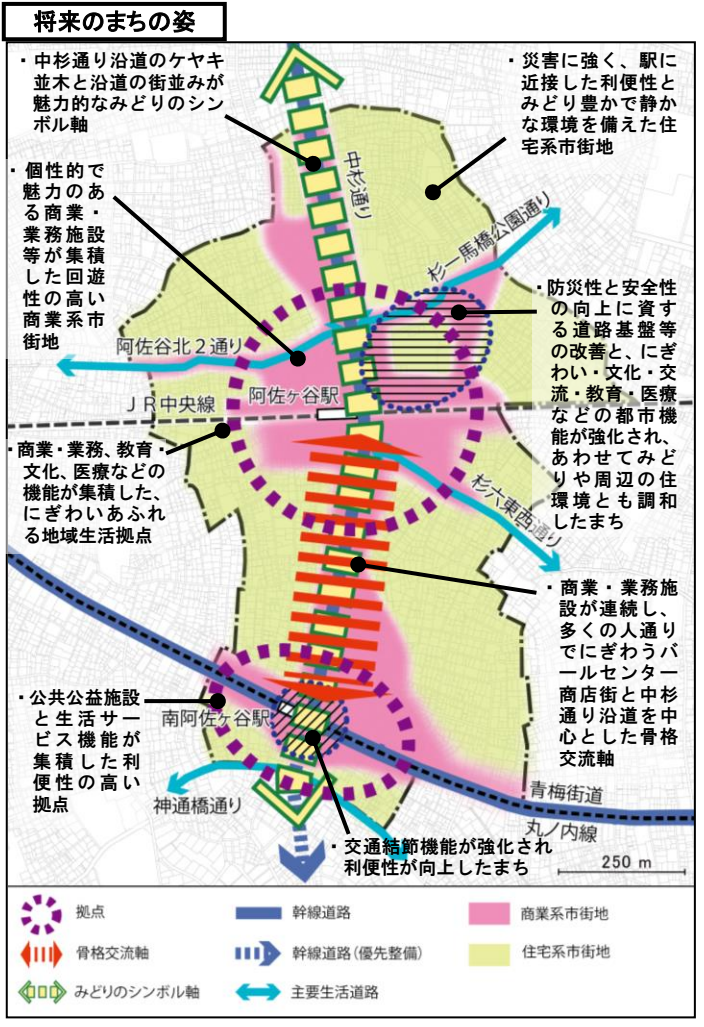 将来のまちの姿
・中杉通り沿道のケヤキ
並木と沿道の街並みが
魅力的なみどりのシン
ボル軸
・災害に強く、駅に
近接した利便性と
みどり豊かで静か
な環境を備えた住
宅系市街地
・個性的で
魅力のあ
る商業・
業務施設
等が集積
した回遊
性の高い
商業系市
街地
中杉通り
杉一馬橋公園通り
・防災性と安全性
の向上に資す
る道路基盤等
の改善と、にぎ
わい・文化・交
流・教育・医療
などの都市機
能が強化され、
あわせてみど
りや周辺の住
環境とも調和
したまち
阿佐谷北2通り
阿佐ヶ谷駅
JR中央線
・商業・業務、教育・
文化、医療などの
機能が集積した、
にぎわいあふれ
る地域生活拠点
杉六東西通り
・商業・業務施
設が連続し、
多くの人通り
でにぎわうパ
ールセンター
商店街と中杉
通り沿道を中
心とした骨格
交流軸
・公共公益施設
と生活サー
ビス機能が
集積した利
便性の高い
拠点
南阿佐ヶ谷駅
青梅街道
神通橋通り
丸ノ内線
・交通結節機能が強化され
利便性が向上したまち
250 m
拠点
幹線道路
商業系市街地
骨格交流軸
幹線道路(優先整備)
住宅系市街地
みどりのシンボル軸
主要生活道路